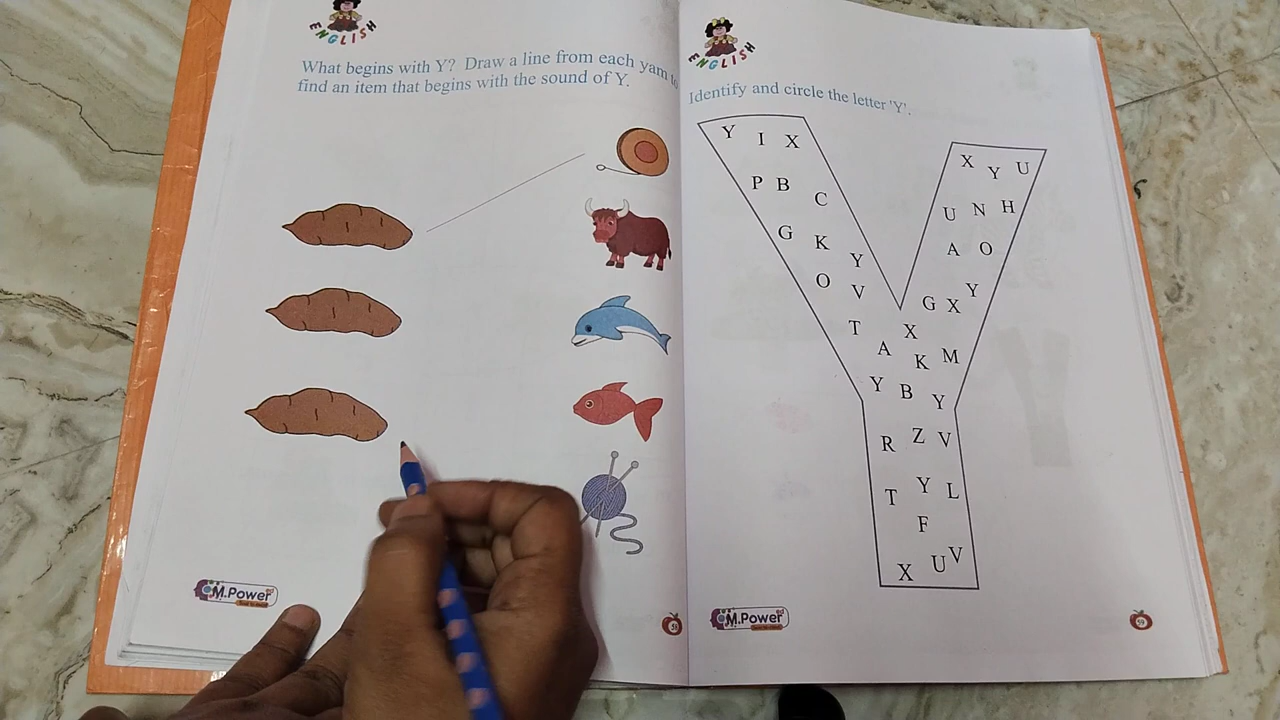 ENGLISH
What begins with Y? Draw a line from each yam to
find an item that begins with the sound of Y.
M.Power
ENGLISH
Identify and circle the letter 'Y'.
Y I X
X Y U
P B C
U N H
G K Y
A O
O V
Y
G X
T X
A K M
Y B Y
R Z V
T Y L
F
X U V
M.Power